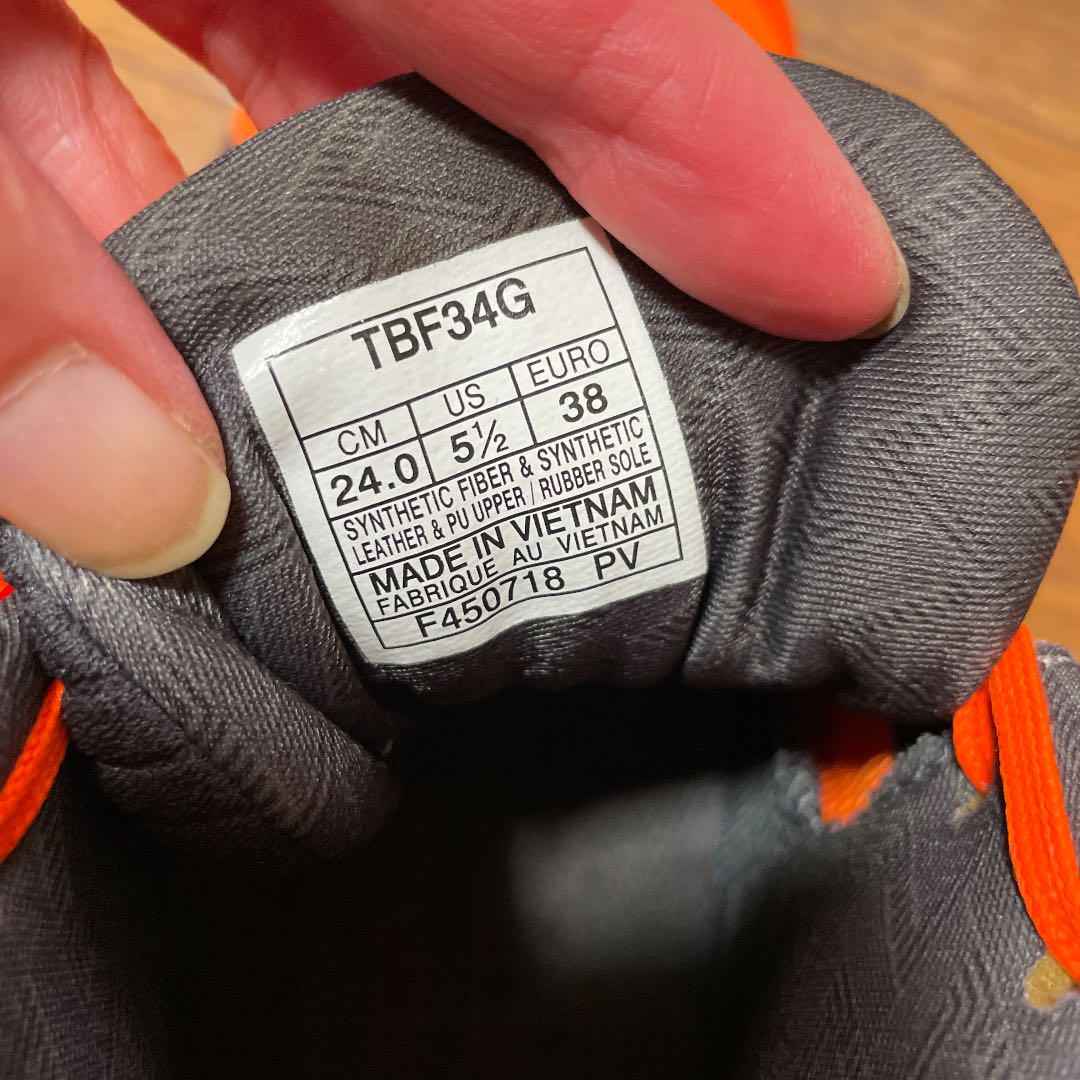 TBF34G
CM US EURO
24.0 5½ 38
SYNTHETIC FIBER & SYNTHETIC
LEATHER & PU UPPER / RUBBER SOLE
MADE IN VIETNAM
FABRIQUE AU VIETNAM
F450718 PV